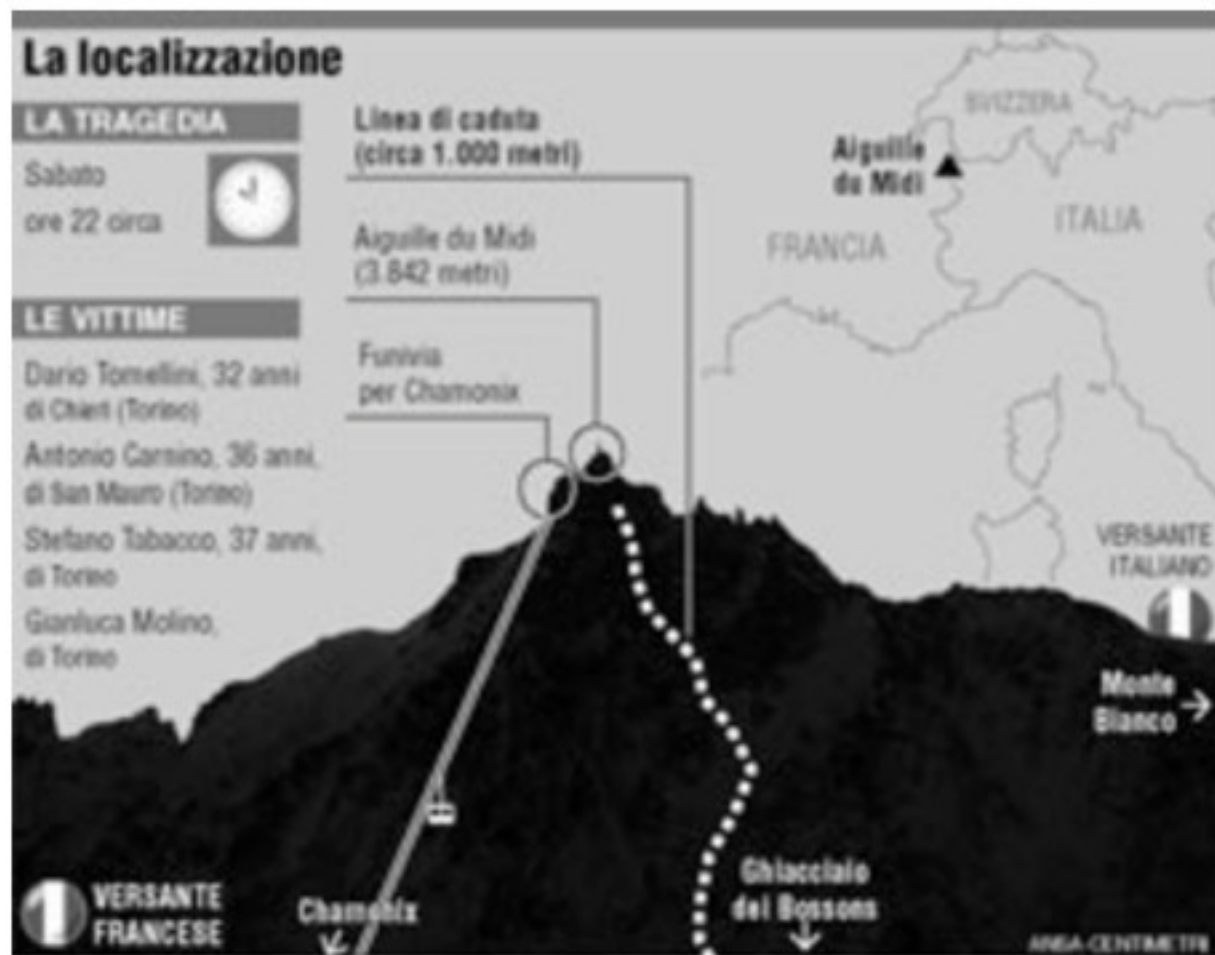 La localizzazione
LA TRAGEDIA
Sabato
ore 22 circa
LE VITTIME
Dario Tomellini, 32 anni
di Chieri (Torino)
Antonio Carnino, 36 anni,
di San Mauro (Torino)
Stefano Tabacco, 37 anni,
di Torino
Gianluca Molino,
di Torino
Linea di caduta
(circa 1.000 metri)
Aiguille du Midi
(3.842 metri)
Funivia
per Chamonix
Aiguille
du Midi
SVIZZERA
ITALIA
FRANCIA
VERSANTE
ITALIANO
Monte
Bianco
VERSANTE
FRANCESE
Chamonix
Ghiacciaio
dei Bossons
ANSA-CENTIMETRI